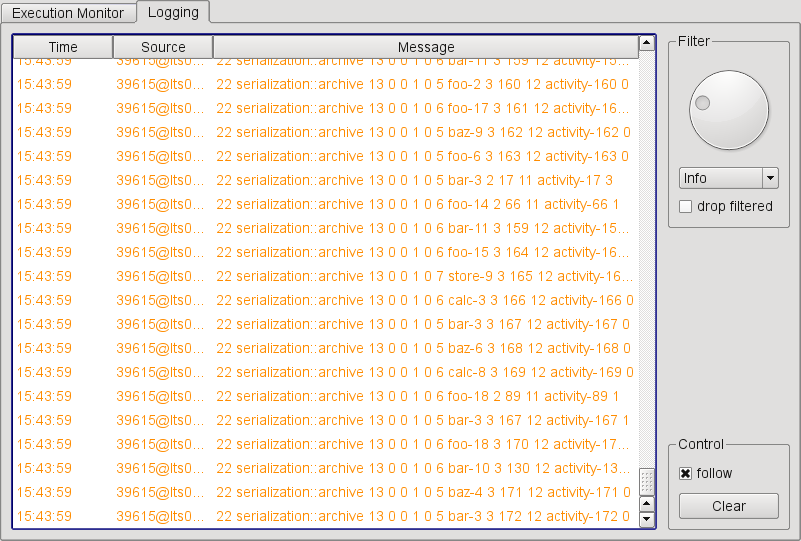 Execution Monitor Logging
Time Source Message
15:43:59 39615@lts0... 22 serialization::archive 13 0 0 1 0 6 bar-11 3 159 12 activity-15...
15:43:59 39615@lts0... 22 serialization::archive 13 0 0 1 0 5 foo-2 3 160 12 activity-160 0
15:43:59 39615@lts0... 22 serialization::archive 13 0 0 1 0 6 foo-17 3 161 12 activity-16...
15:43:59 39615@lts0... 22 serialization::archive 13 0 0 1 0 5 baz-9 3 162 12 activity-162 0
15:43:59 39615@lts0... 22 serialization::archive 13 0 0 1 0 5 foo-6 3 163 12 activity-163 0
15:43:59 39615@lts0... 22 serialization::archive 13 0 0 1 0 5 bar-3 2 17 11 activity-17 3
15:43:59 39615@lts0... 22 serialization::archive 13 0 0 1 0 6 foo-14 2 66 11 activity-66 1
15:43:59 39615@lts0... 22 serialization::archive 13 0 0 1 0 6 bar-11 3 159 12 activity-15...
15:43:59 39615@lts0... 22 serialization::archive 13 0 0 1 0 6 foo-15 3 164 12 activity-16...
15:43:59 39615@lts0... 22 serialization::archive 13 0 0 1 0 7 store-9 3 165 12 activity-16...
15:43:59 39615@lts0... 22 serialization::archive 13 0 0 1 0 6 calc-3 3 166 12 activity-166 0
15:43:59 39615@lts0... 22 serialization::archive 13 0 0 1 0 5 bar-3 3 167 12 activity-167 0
15:43:59 39615@lts0... 22 serialization::archive 13 0 0 1 0 5 baz-6 3 168 12 activity-168 0
15:43:59 39615@lts0... 22 serialization::archive 13 0 0 1 0 6 calc-8 3 169 12 activity-169 0
15:43:59 39615@lts0... 22 serialization::archive 13 0 0 1 0 6 foo-18 2 89 11 activity-89 1
15:43:59 39615@lts0... 22 serialization::archive 13 0 0 1 0 5 bar-3 3 167 12 activity-167 1
15:43:59 39615@lts0... 22 serialization::archive 13 0 0 1 0 6 foo-18 3 170 12 activity-17...
15:43:59 39615@lts0... 22 serialization::archive 13 0 0 1 0 6 bar-10 3 130 12 activity-13...
15:43:59 39615@lts0... 22 serialization::archive 13 0 0 1 0 5 baz-4 3 171 12 activity-171 0
15:43:59 39615@lts0... 22 serialization::archive 13 0 0 1 0 5 bar-3 3 172 12 activity-172 0
Filter
Info
drop filtered
Control
follow
Clear